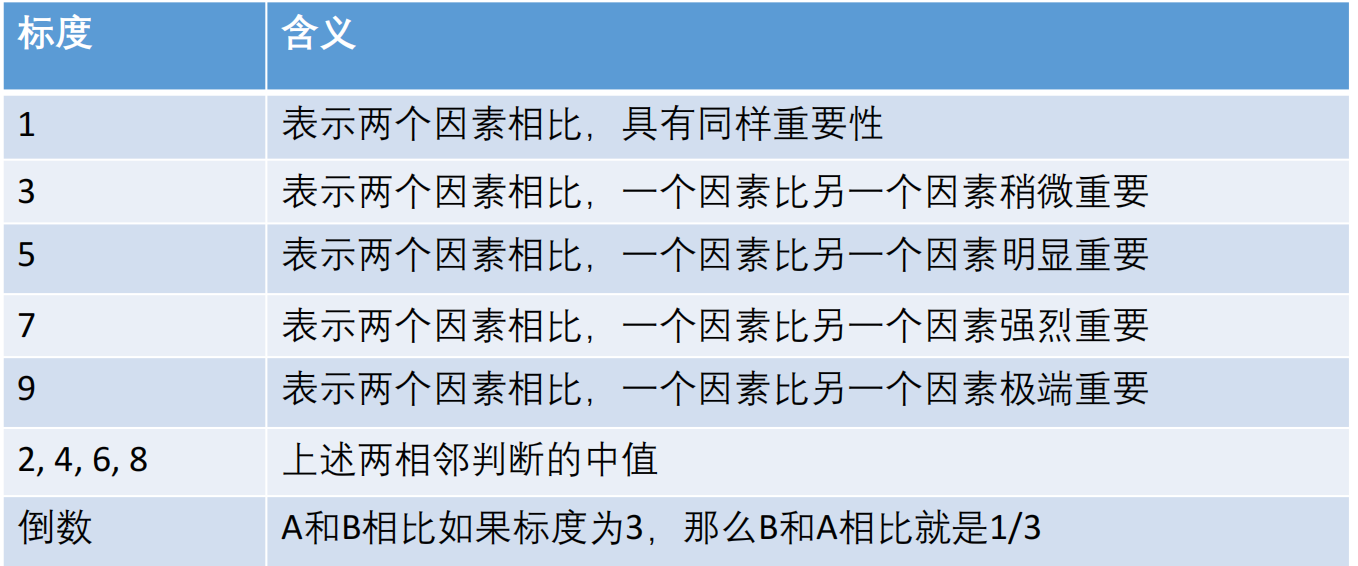 标度 含义
1 表示两个因素相比，具有同样重要性
3 表示两个因素相比，一个因素比另一个因素稍微重要
5 表示两个因素相比，一个因素比另一个因素明显重要
7 表示两个因素相比，一个因素比另一个因素强烈重要
9 表示两个因素相比，一个因素比另一个因素极端重要
2, 4, 6, 8 上述两相邻判断的中值
倒数 A和B相比如果标度为3，那么B和A相比就是1/3